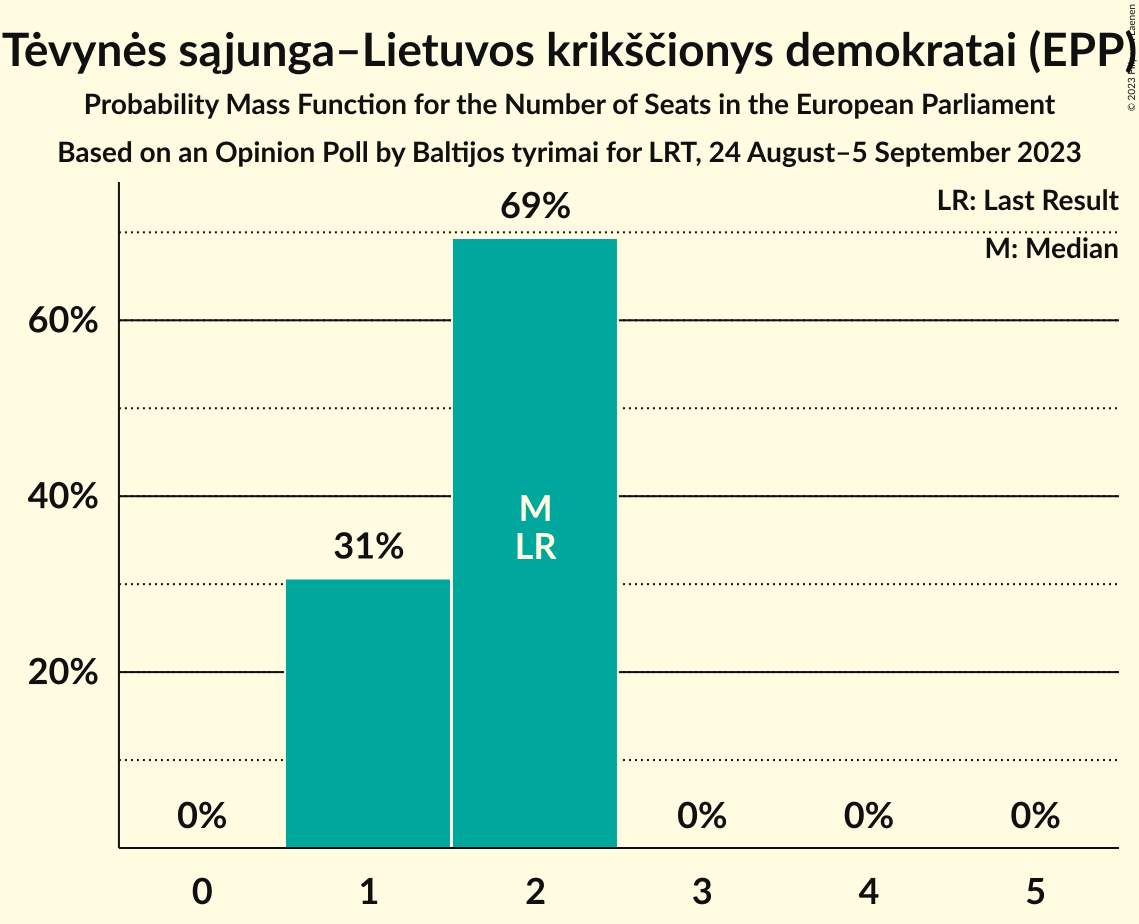 Tėvynės sąjunga–Lietuvos krikščionys demokratai (EPP)
Probability Mass Function for the Number of Seats in the European Parliament
Based on an Opinion Poll by Baltijos tyrimai for LRT, 24 August–5 September 2023
© 2023 Laenen
LR: Last Result
M: Median
69%
60%
40%
31%
M
LR
20%
0%
0%
0%
0%
0
1
2
3
4
5